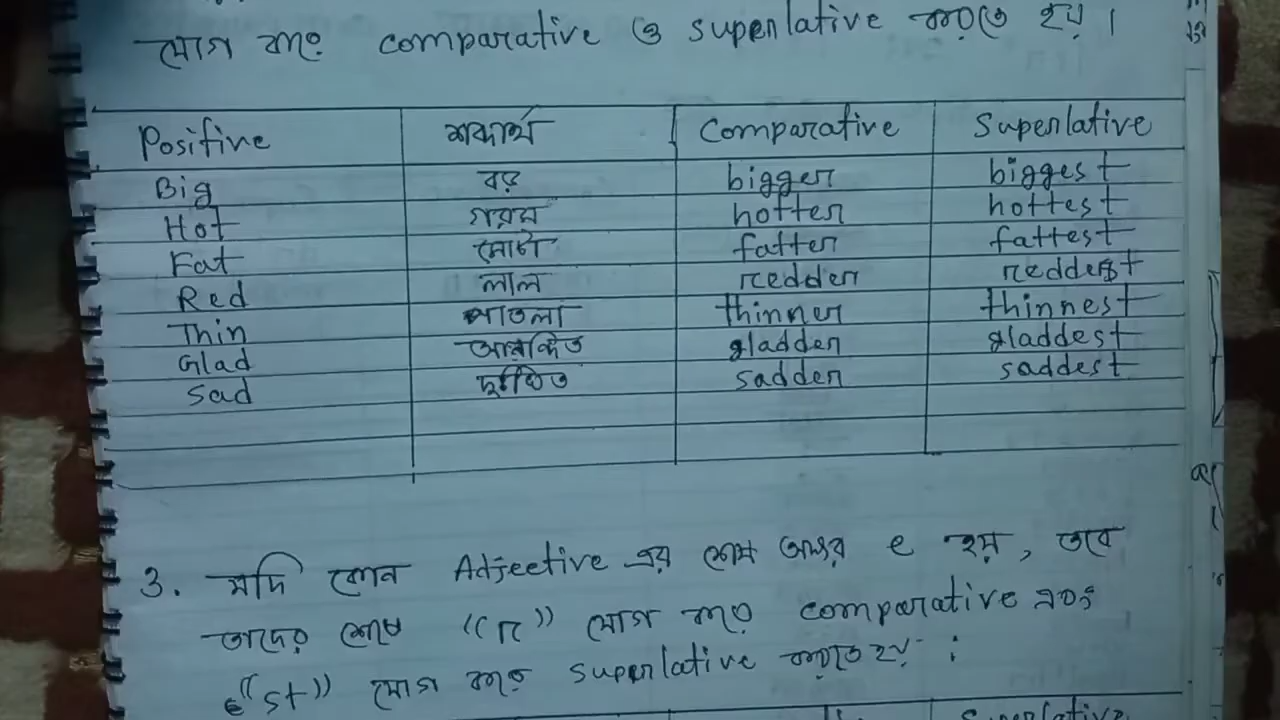 যোগ করে comparative ও superlative করতে হয় ।
Positive শব্দার্থ Comparative Superlative
Big বড় bigger biggest
Hot গরম hotter hottest
Fat মোটা fatter fattest
Red লাল redder reddest
Thin পাতলা thinner thinnest
Glad আনন্দিত gladder gladdest
Sad দুঃখিত sadder saddest
3. যদি কোন Adjective এর শেষ অক্ষর e হয়, তবে
তাদের শেষে "r" যোগ করে comparative এবং
"st" যোগ করে superlative করতে হয় :
Superlative